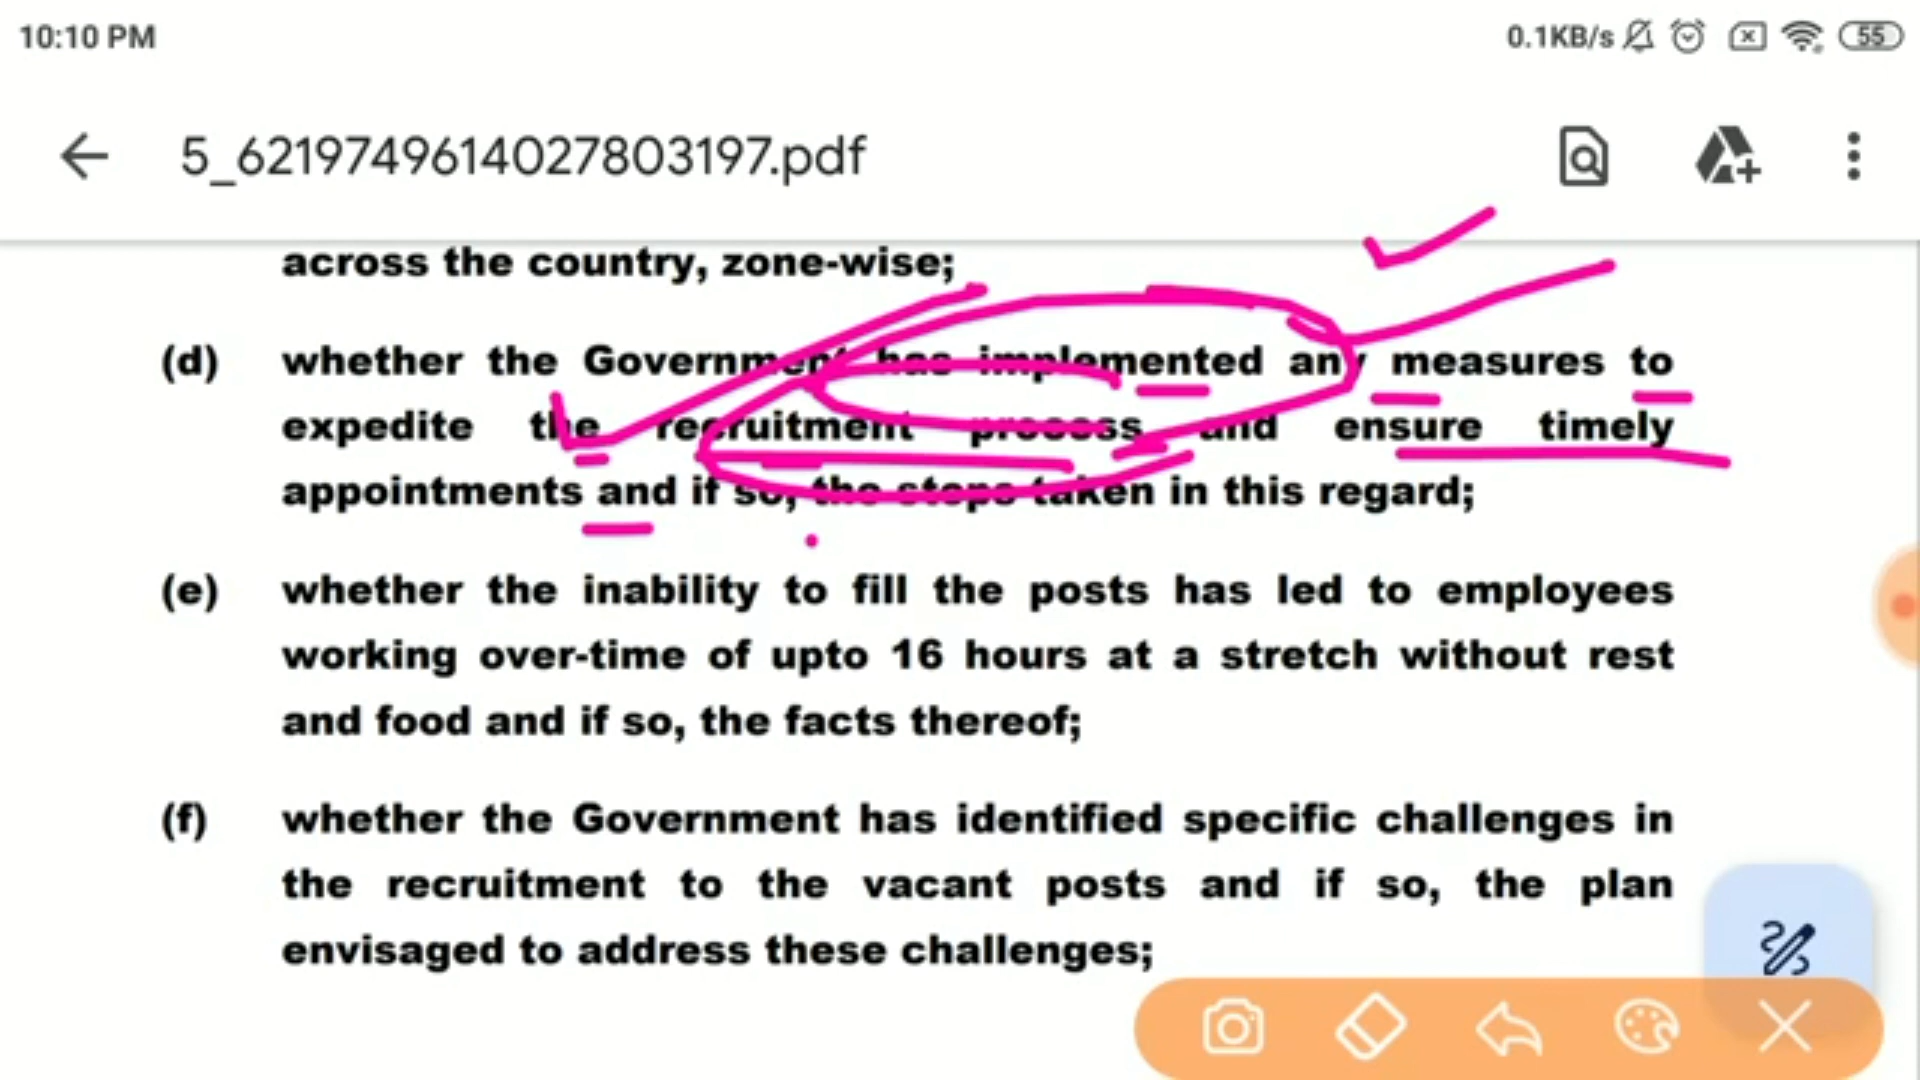 10:10 PM
0.1KB/s
55
5_6219749614027803197.pdf
across the country, zone-wise;
(d) whether the Government has implemented any measures to
expedite the recruitment process and ensure timely
appointments and if so, the steps taken in this regard;
(e) whether the inability to fill the posts has led to employees
working over-time of upto 16 hours at a stretch without rest
and food and if so, the facts thereof;
(f) whether the Government has identified specific challenges in
the recruitment to the vacant posts and if so, the plan
envisaged to address these challenges;